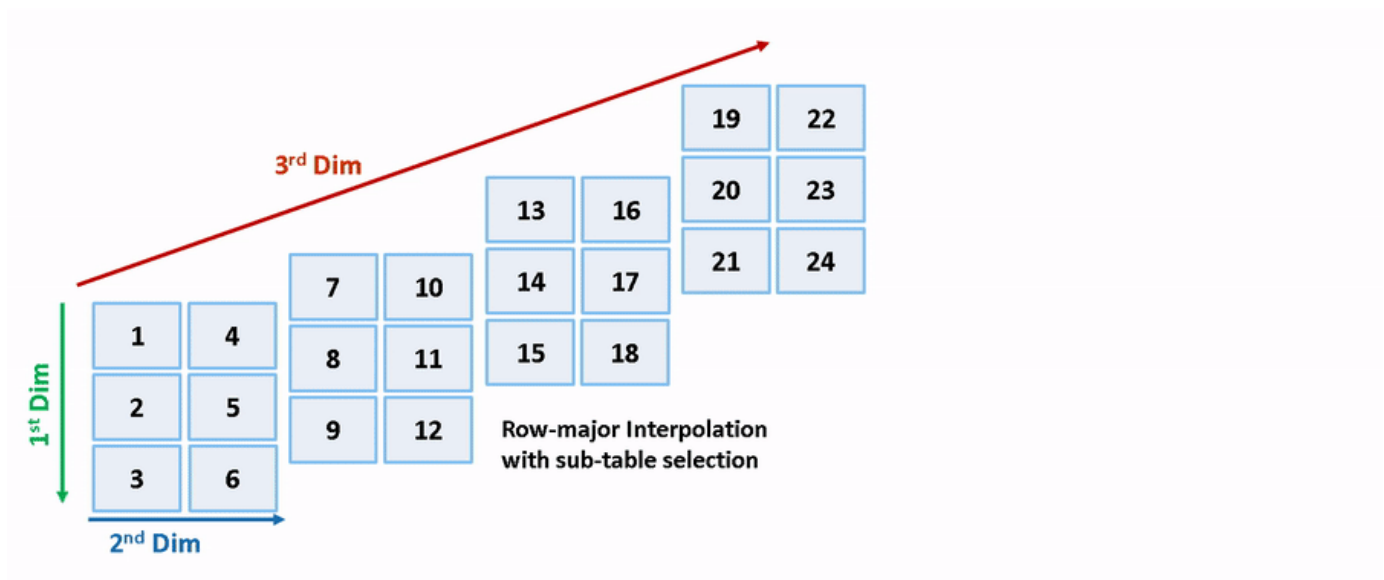 3rd Dim
19 22
20 23
21 24
13 16
14 17
15 18
7 10
8 11
9 12
1 4
2 5
3 6
1st Dim
2nd Dim
Row-major Interpolation
with sub-table selection